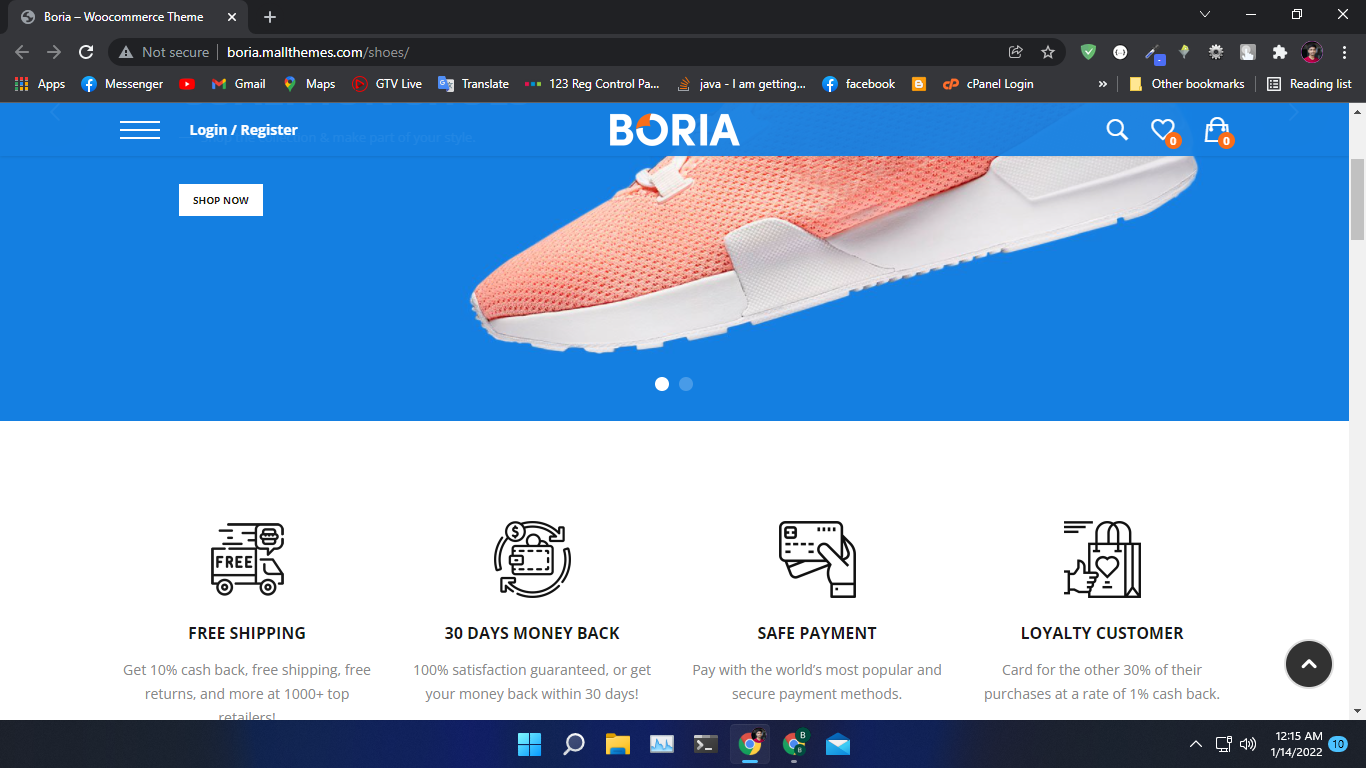 Boria – Woocommerce Theme
Not secure
boria.mallthemes.com/shoes/
Apps
Messenger
Gmail
Maps
GTV Live
Translate
123 Reg Control Pa...
java - I am getting...
facebook
cPanel Login
»
Other bookmarks
Reading list
Login / Register
collection & make part of your style.
BORIA
0
0
SHOP NOW
FREE
FREE SHIPPING
Get 10% cash back, free shipping, free
returns, and more at 1000+ top
retailers!
$
30 DAYS MONEY BACK
100% satisfaction guaranteed, or get
your money back within 30 days!
SAFE PAYMENT
Pay with the world’s most popular and
secure payment methods.
LOYALTY CUSTOMER
Card for the other 30% of their
purchases at a rate of 1% cash back.
B
12:15 AM
1/14/2022
10